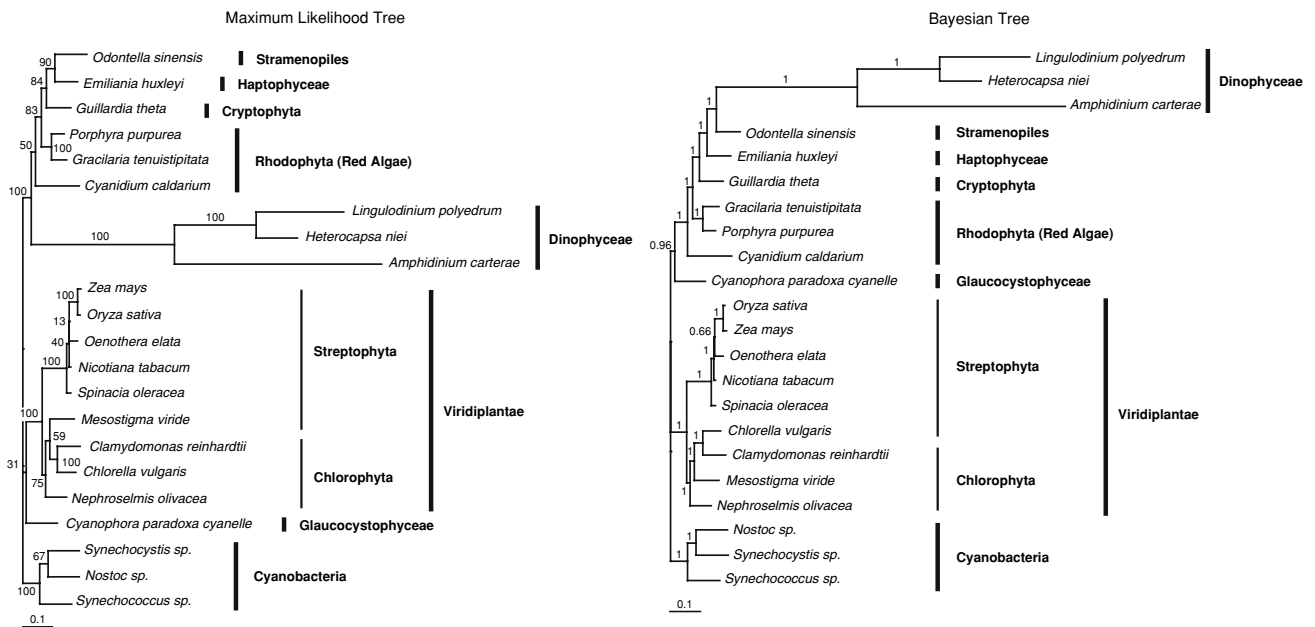 Maximum Likelihood Tree
90
Odontella sinensis
Stramenopiles
84
Emiliania huxleyi
Haptophyceae
83
Guillardia theta
Cryptophyta
50
Porphyra purpurea
100
Gracilaria tenuistipitata
Rhodophyta (Red Algae)
Cyanidium caldarium
100
100
Lingulodinium polyedrum
100
Heterocapsa niei
Dinophyceae
Amphidinium carterae
Zea mays
100
Oryza sativa
13
Oenothera elata
40
Streptophyta
100
Nicotiana tabacum
Spinacia oleracea
100
Mesostigma viride
Viridiplantae
59
Clamydomonas reinhardtii
31
100
Chlorella vulgaris
Chlorophyta
75
Nephroselmis olivacea
Cyanophora paradoxa cyanelle
Glaucocystophyceae
67
Synechocystis sp.
Nostoc sp.
Cyanobacteria
100
Synechococcus sp.
0.1
Bayesian Tree
1
Lingulodinium polyedrum
1
Heterocapsa niei
Dinophyceae
Amphidinium carterae
1
Odontella sinensis
Stramenopiles
1
Emiliania huxleyi
Haptophyceae
1
Guillardia theta
Cryptophyta
1
Gracilaria tenuistipitata
1
1
Porphyra purpurea
Rhodophyta (Red Algae)
0.96
Cyanidium caldarium
Cyanophora paradoxa cyanelle
Glaucocystophyceae
Oryza sativa
1
0.66
Zea mays
1
Oenothera elata
Streptophyta
1
Nicotiana tabacum
Spinacia oleracea
Viridiplantae
1
Chlorella vulgaris
1
Clamydomonas reinhardtii
1
Mesostigma viride
Chlorophyta
1
Nephroselmis olivacea
Nostoc sp.
1
1
Synechocystis sp.
Cyanobacteria
Synechococcus sp.
0.1